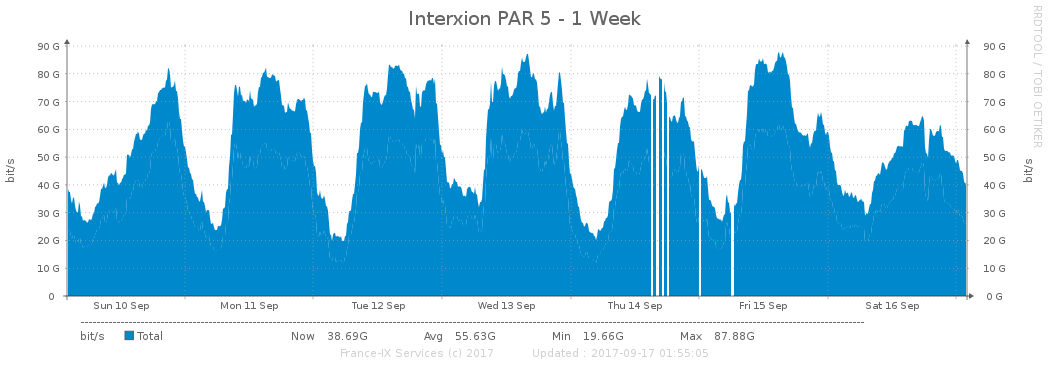 Interxion PAR 5 - 1 Week
RRDTOOL / TOBI OETIKER
bit/s
90 G
80 G
70 G
60 G
50 G
40 G
30 G
20 G
10 G
0
90 G
80 G
70 G
60 G
50 G
40 G
30 G
20 G
10 G
0 G
bit/s
Sun 10 Sep Mon 11 Sep Tue 12 Sep Wed 13 Sep Thu 14 Sep Fri 15 Sep Sat 16 Sep
bit/s Total Now 38.69G Avg 55.63G Min 19.66G Max 87.88G
France-IX Services (c) 2017 Updated : 2017-09-17 01:55:05